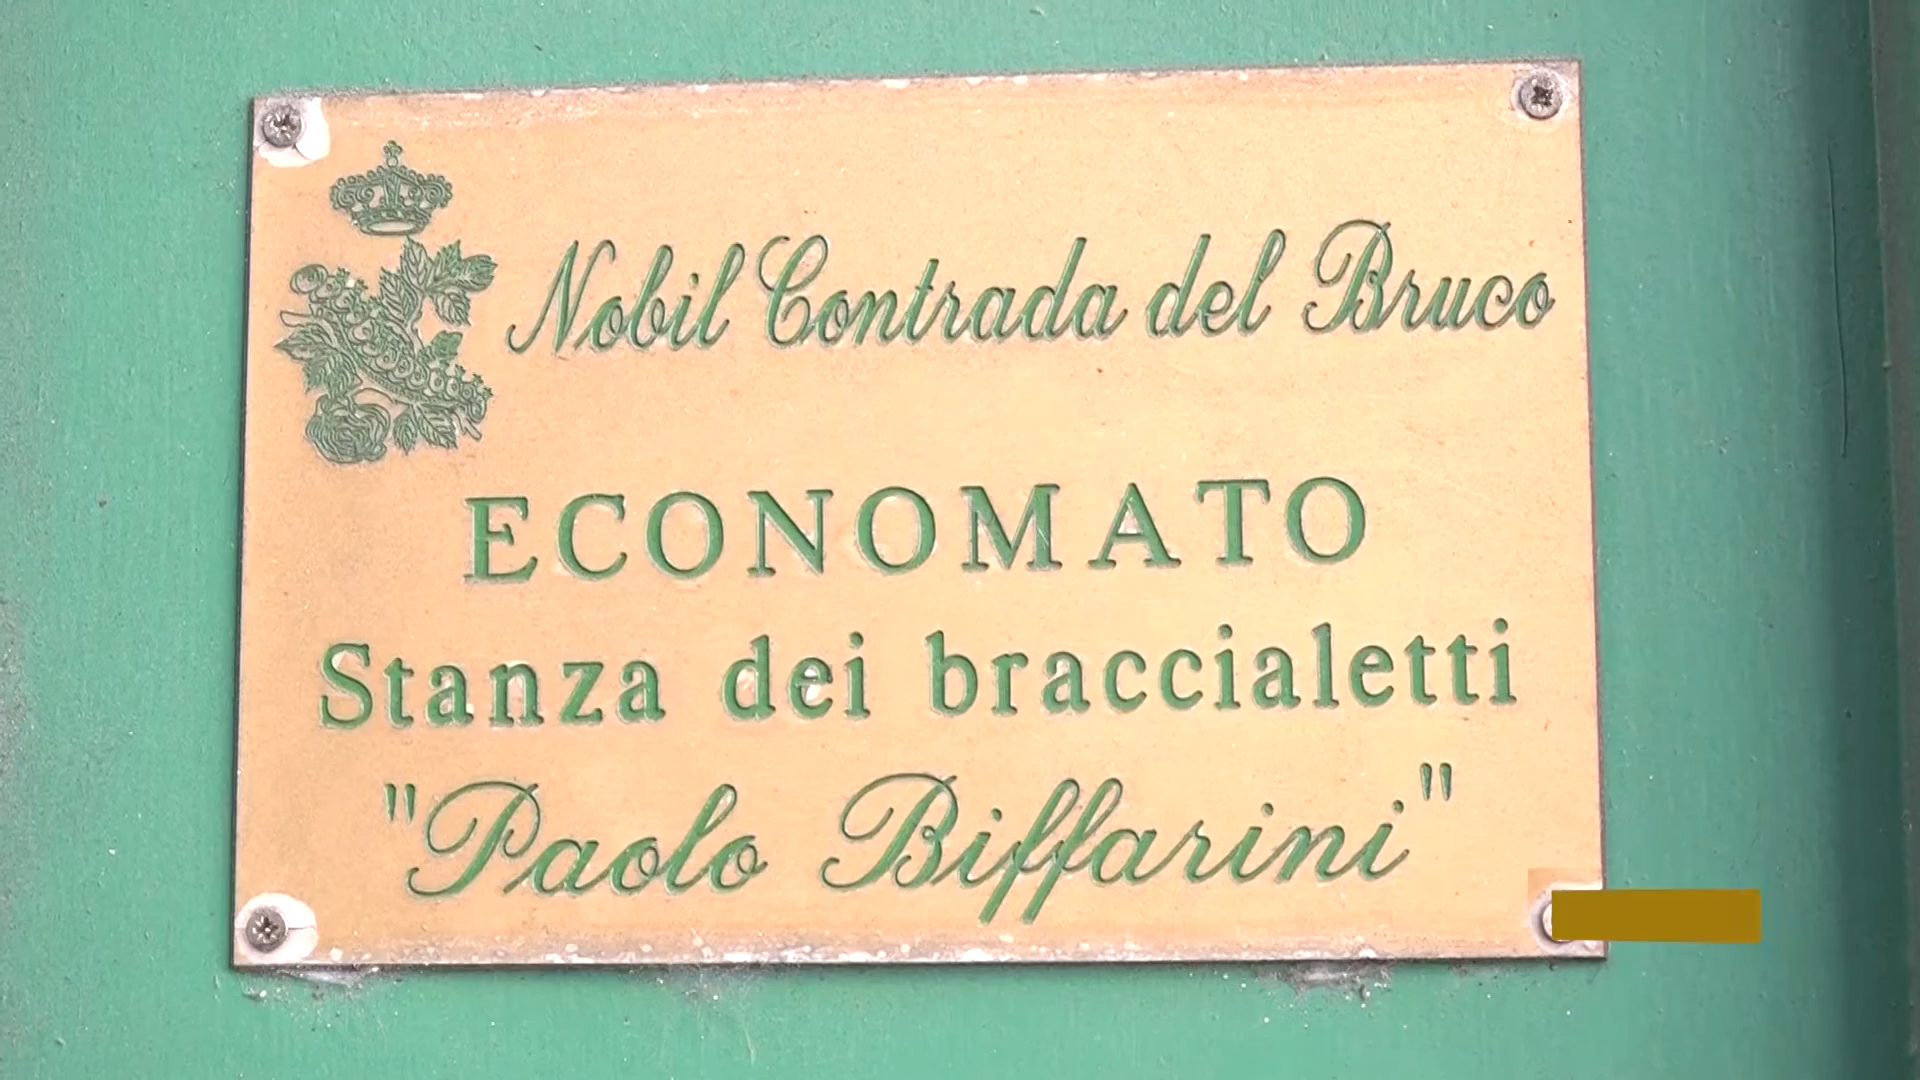 Nobil Contrada del Bruco
ECONOMATO
Stanza dei braccialetti
"Paolo Biffarini"